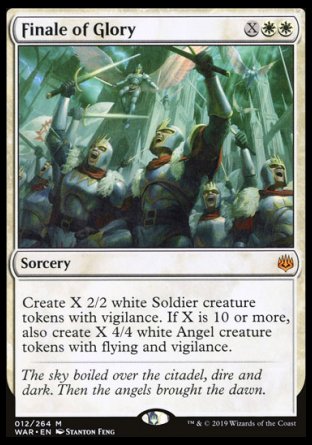 Finale of Glory X
Sorcery
Create X 2/2 white Soldier creature
tokens with vigilance. If X is 10 or more,
also create X 4/4 white Angel creature
tokens with flying and vigilance.
The sky boiled over the citadel, dire and
dark. Then the angels brought the dawn.
012/264 M
WAR • EN STANTON FENG ™ & © 2019 Wizards of the Coast